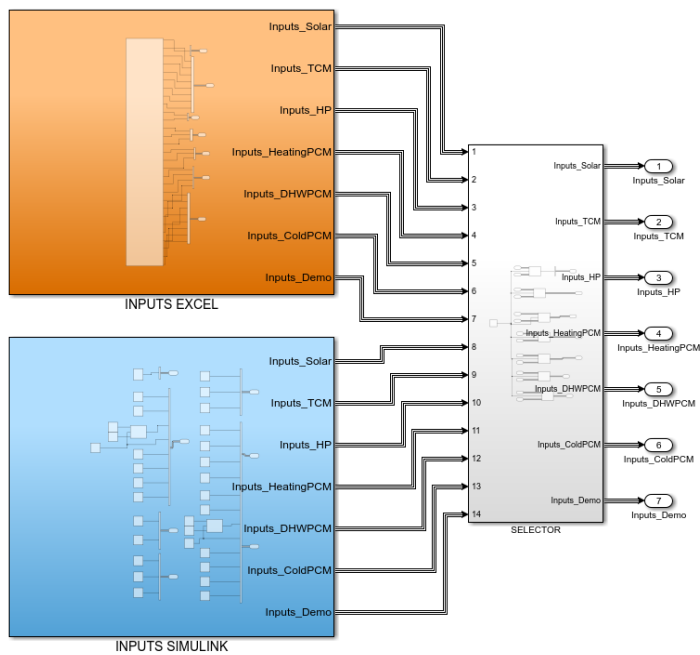 Inputs_Solar
Inputs_TCM
Inputs_HP
Inputs_HeatingPCM
Inputs_DHWPCM
Inputs_ColdPCM
Inputs_Demo
INPUTS EXCEL
Inputs_Solar
Inputs_TCM
Inputs_HP
Inputs_HeatingPCM
Inputs_DHWPCM
Inputs_ColdPCM
Inputs_Demo
INPUTS SIMULINK
1
2
3
4
5
6
7
8
9
10
11
12
13
14
Inputs_Solar
Inputs_TCM
Inputs_HP
Inputs_HeatingPCM
Inputs_DHWPCM
Inputs_ColdPCM
Inputs_Demo
SELECTOR
1
Inputs_Solar
2
Inputs_TCM
3
Inputs_HP
4
Inputs_HeatingPCM
5
Inputs_DHWPCM
6
Inputs_ColdPCM
7
Inputs_Demo